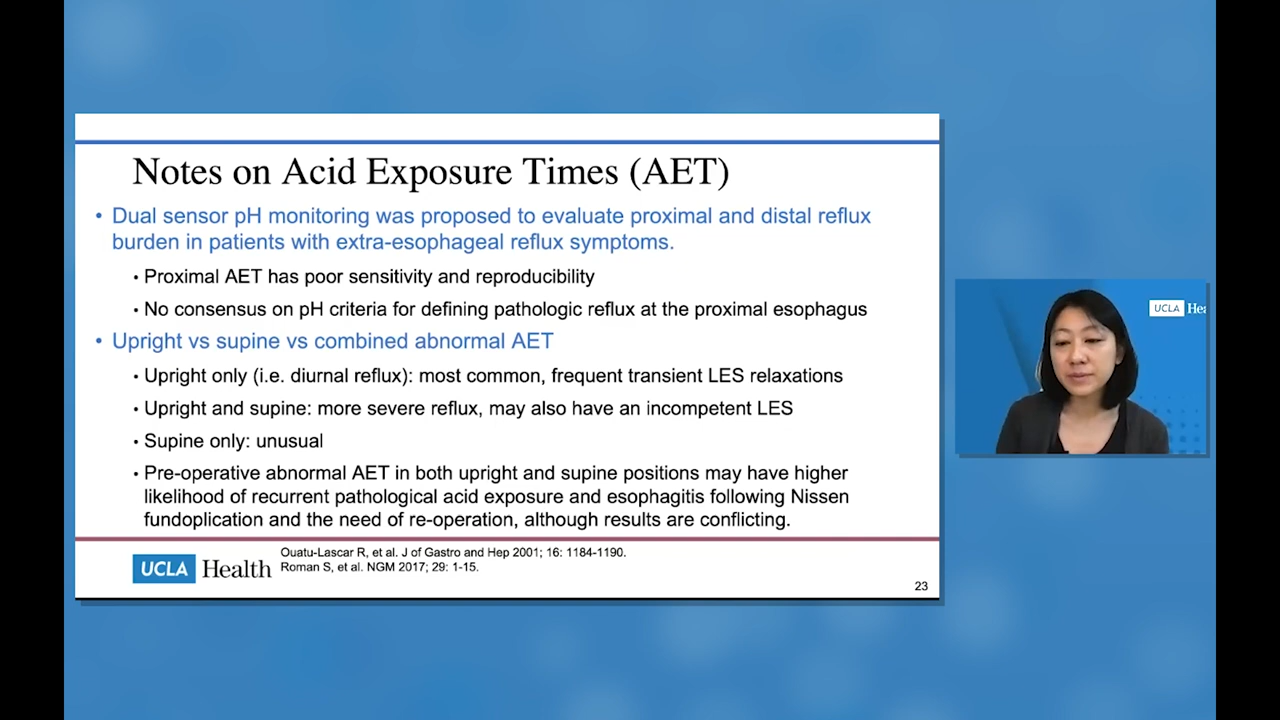 Notes on Acid Exposure Times (AET)
• Dual sensor pH monitoring was proposed to evaluate proximal and distal reflux
burden in patients with extra-esophageal reflux symptoms.
• Proximal AET has poor sensitivity and reproducibility
• No consensus on pH criteria for defining pathologic reflux at the proximal esophagus
• Upright vs supine vs combined abnormal AET
• Upright only (i.e. diurnal reflux): most common, frequent transient LES relaxations
• Upright and supine: more severe reflux, may also have an incompetent LES
• Supine only: unusual
• Pre-operative abnormal AET in both upright and supine positions may have higher
likelihood of recurrent pathological acid exposure and esophagitis following Nissen
fundoplication and the need of re-operation, although results are conflicting.
UCLA Health
Ouatu-Lascar R, et al. J of Gastro and Hep 2001; 16: 1184-1190.
Roman S, et al. NGM 2017; 29: 1-15.
23
UCLA Hea